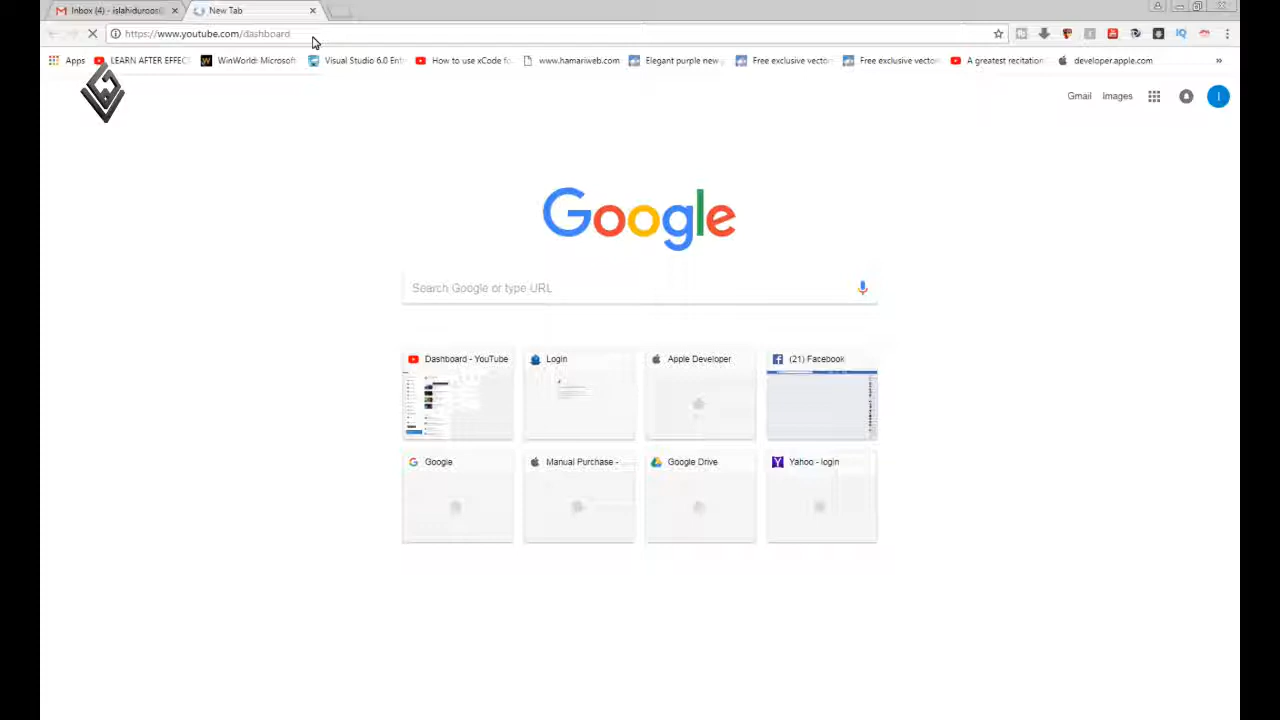 Inbox (4) - islahiduroos@
New Tab
https://www.youtube.com/dashboard
Apps
LEARN AFTER EFFECT
WinWorld: Microsoft
Visual Studio 6.0 Ent
How to use xCode fo
www.hamariweb.com
Elegant purple new y
Free exclusive vector
Free exclusive vector
A greatest recitation
developer.apple.com
»
Gmail
Images
I
Google
Search Google or type URL
Dashboard - YouTube
Login
Apple Developer
(21) Facebook
Google
Manual Purchase -
Google Drive
Yahoo - login